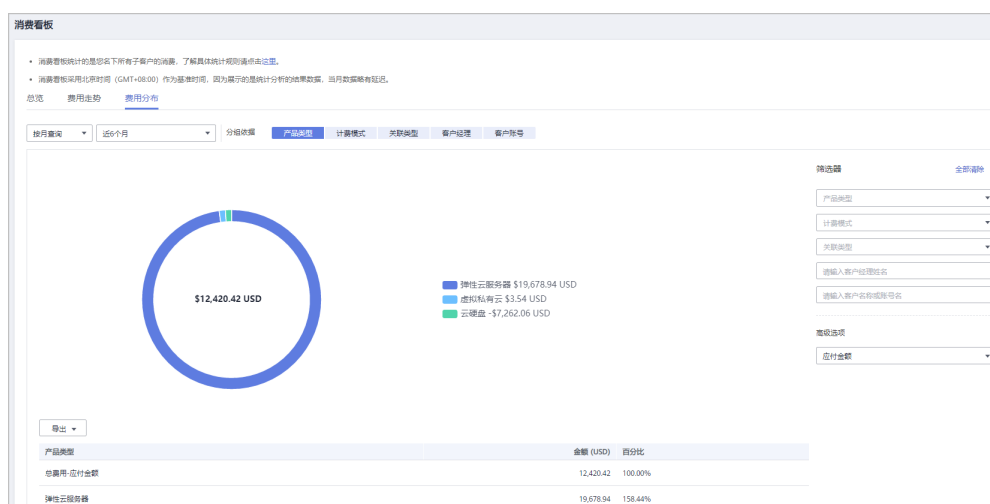 消费看板
消费看板统计的是您名下所有子客户的消费，了解具体统计规则请点击这里。
消费看板采用北京时间（GMT+08:00）作为基准时间，因为展示的是统计分析的结果数据，当月数据略有延迟。
总览 费用走势 费用分布
按月查询 近6个月 分组依据 产品类型 计费模式 关联类型 客户经理 客户账号
筛选器 全部清除
产品类型
计费模式
关联类型
请输入客户经理姓名
请输入客户名称或账号名
高级选项
应付金额
$12,420.42 USD
弹性云服务器 $19,678.94 USD
虚拟私有云 $3.54 USD
云硬盘 -$7,262.06 USD
导出
产品类型 金额 (USD) 百分比
总费用-应付金额 12,420.42 100.00%
弹性云服务器 19,678.94 158.44%